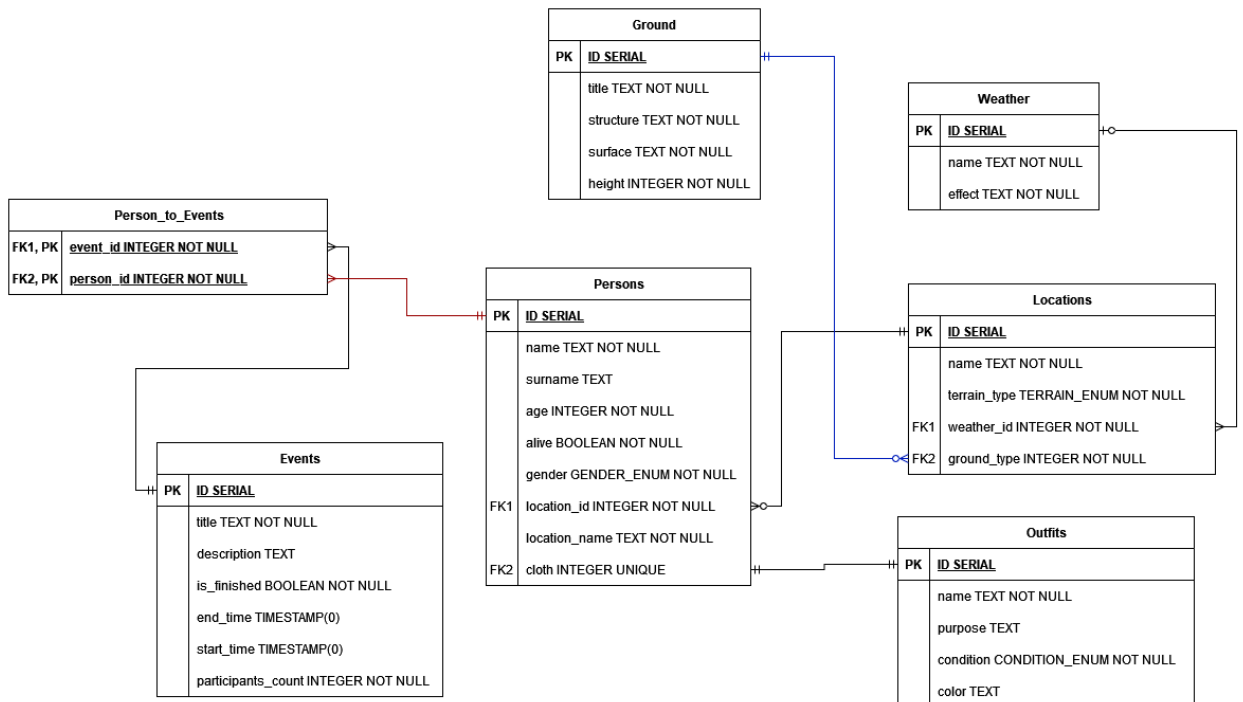 Ground
PK ID SERIAL
title TEXT NOT NULL
structure TEXT NOT NULL
surface TEXT NOT NULL
height INTEGER NOT NULL
Weather
PK ID SERIAL
name TEXT NOT NULL
effect TEXT NOT NULL
Person_to_Events
FK1, PK event_id INTEGER NOT NULL
FK2, PK person_id INTEGER NOT NULL
Persons
PK ID SERIAL
name TEXT NOT NULL
surname TEXT
age INTEGER NOT NULL
alive BOOLEAN NOT NULL
gender GENDER_ENUM NOT NULL
FK1 location_id INTEGER NOT NULL
location_name TEXT NOT NULL
FK2 cloth INTEGER UNIQUE
Locations
PK ID SERIAL
name TEXT NOT NULL
terrain_type TERRAIN_ENUM NOT NULL
FK1 weather_id INTEGER NOT NULL
FK2 ground_type INTEGER NOT NULL
Events
PK ID SERIAL
title TEXT NOT NULL
description TEXT
is_finished BOOLEAN NOT NULL
end_time TIMESTAMP(0)
start_time TIMESTAMP(0)
participants_count INTEGER NOT NULL
Outfits
PK ID SERIAL
name TEXT NOT NULL
purpose TEXT
condition CONDITION_ENUM NOT NULL
color TEXT